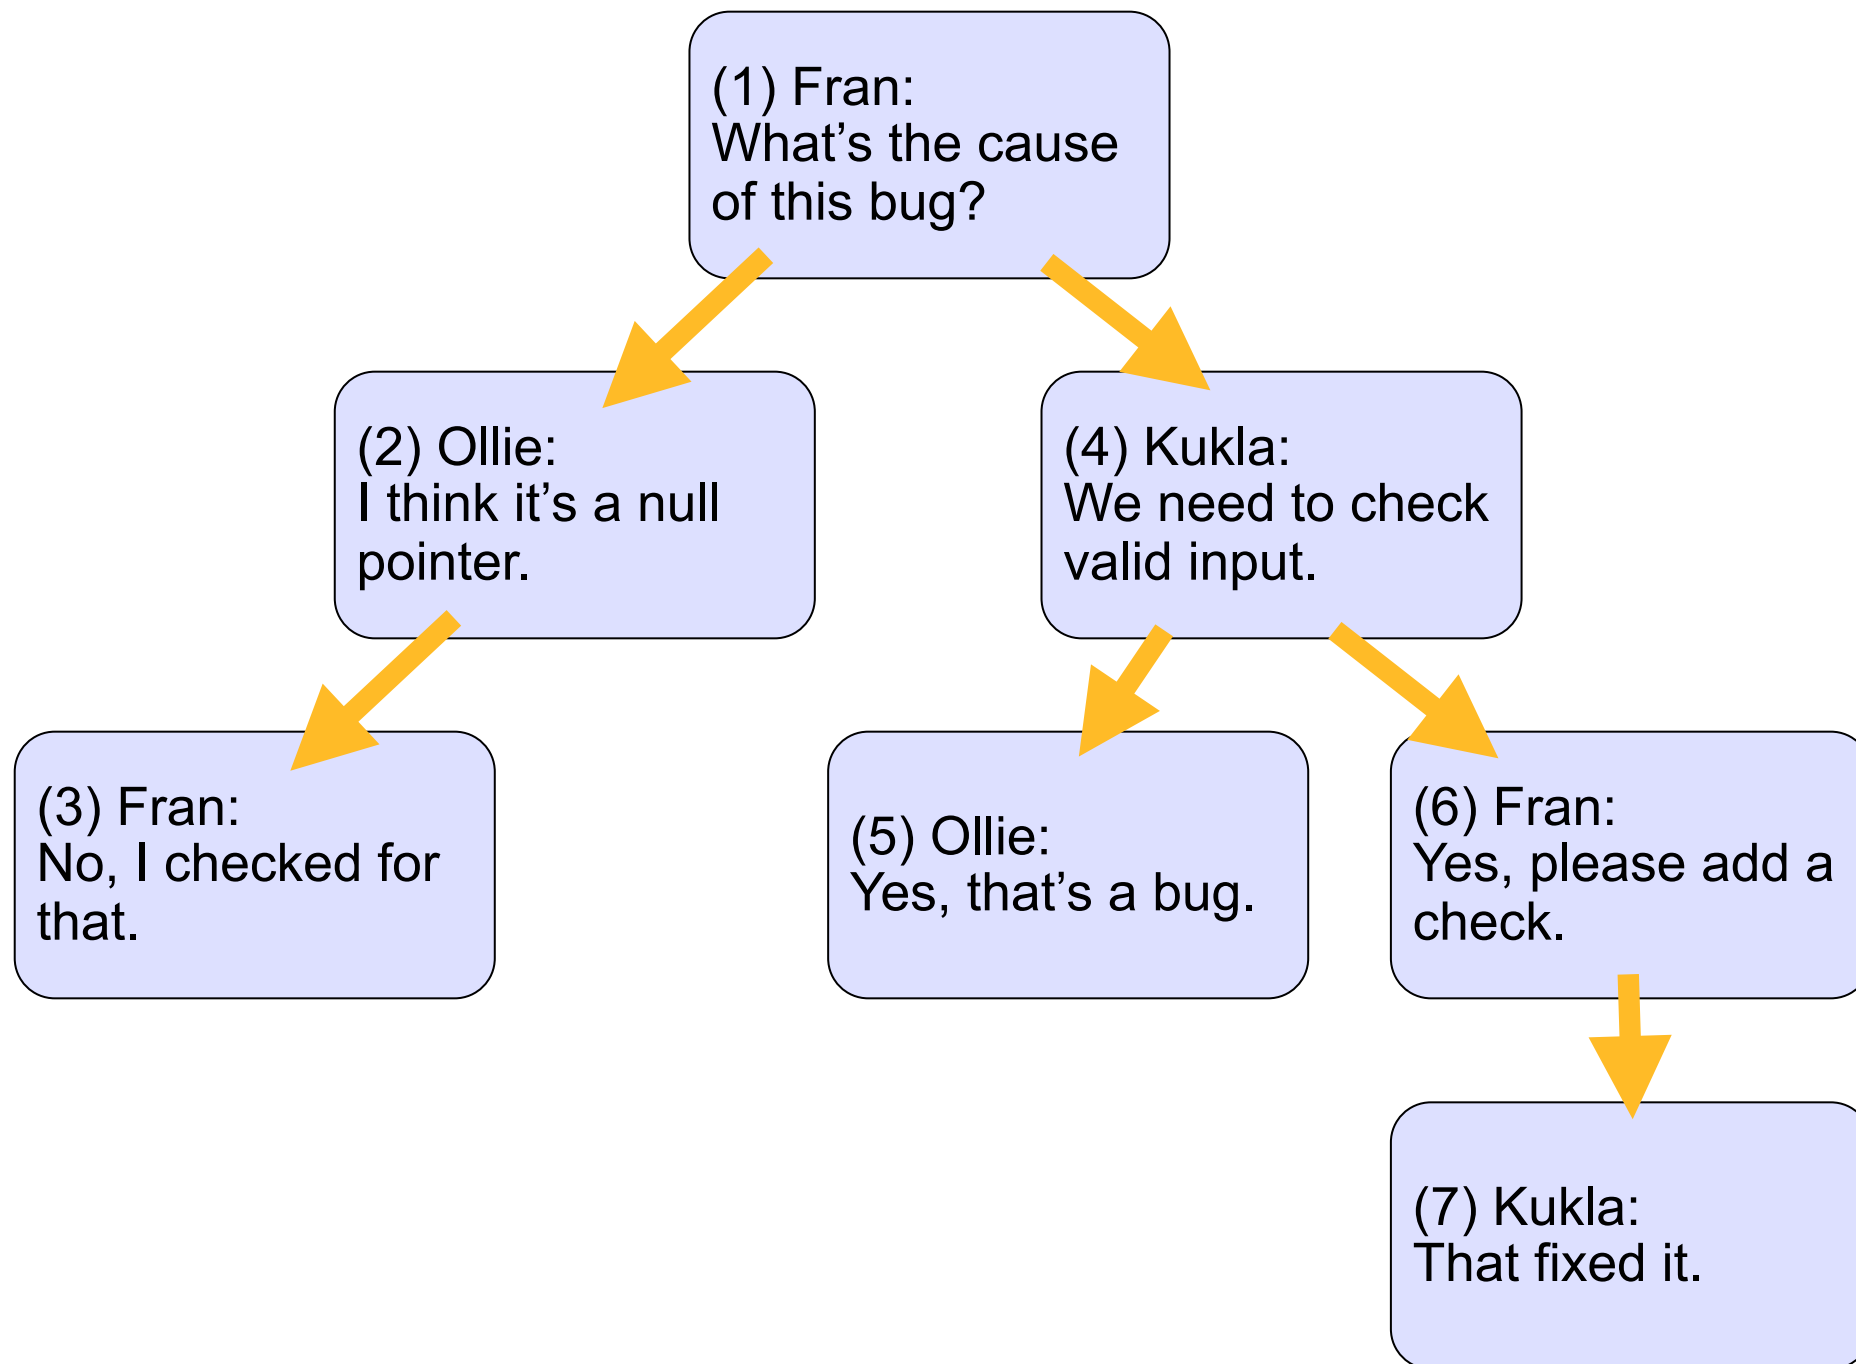 (1) Fran:
What’s the cause
of this bug?
(2) Ollie:
I think it’s a null
pointer.
(4) Kukla:
We need to check
valid input.
(3) Fran:
No, I checked for
that.
(5) Ollie:
Yes, that’s a bug.
(6) Fran:
Yes, please add a
check.
(7) Kukla:
That fixed it.